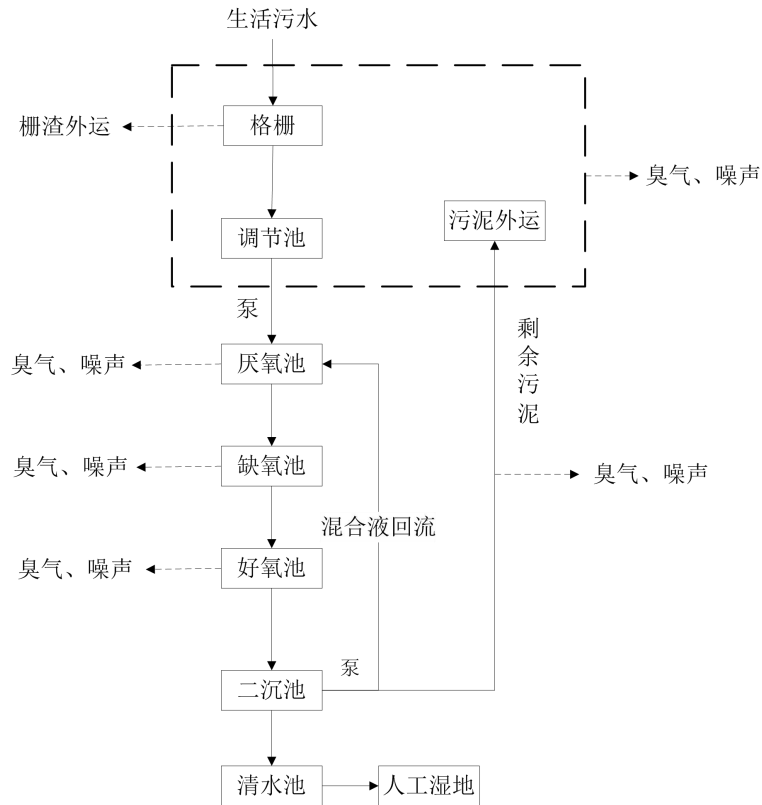 生活污水
栅渣外运
格栅
臭气、噪声
调节池
污泥外运
泵
剩余污泥
臭气、噪声
厌氧池
臭气、噪声
缺氧池
臭气、噪声
混合液回流
臭气、噪声
好氧池
泵
二沉池
清水池
人工湿地